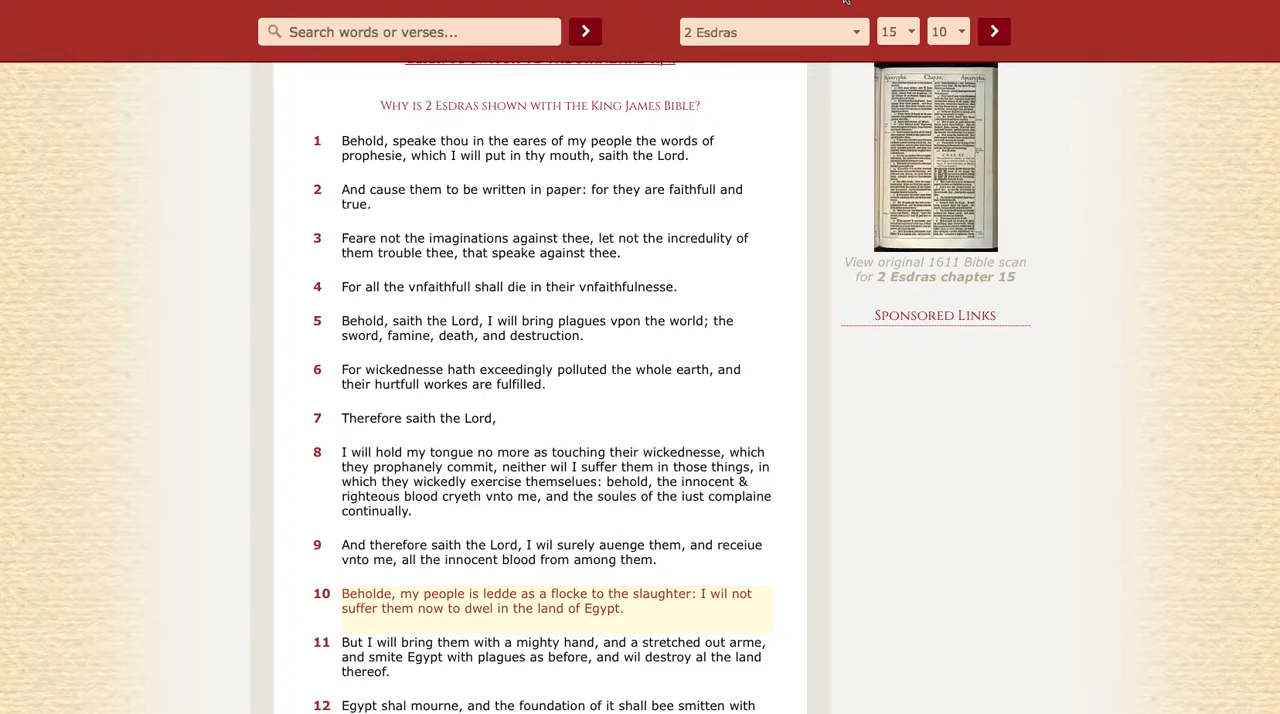 Search words or verses...
2 Esdras
15
10
Why is 2 Esdras shown with the King James Bible?
1 Behold, speake thou in the eares of my people the words of
prophesie, which I will put in thy mouth, saith the Lord.
2 And cause them to be written in paper: for they are faithfull and
true.
3 Feare not the imaginations against thee, let not the incredulity of
them trouble thee, that speake against thee.
4 For all the vnfaithfull shall die in their vnfaithfulnesse.
5 Behold, saith the Lord, I will bring plagues vpon the world; the
sword, famine, death, and destruction.
6 For wickednesse hath exceedingly polluted the whole earth, and
their hurtfull workes are fulfilled.
7 Therefore saith the Lord,
8 I will hold my tongue no more as touching their wickednesse, which
they prophanely commit, neither wil I suffer them in those things, in
which they wickedly exercise themselues: behold, the innocent &
righteous blood cryeth vnto me, and the soules of the iust complaine
continually.
9 And therefore saith the Lord, I wil surely auenge them, and receiue
vnto me, all the innocent blood from among them.
10 Beholde, my people is ledde as a flocke to the slaughter: I wil not
suffer them now to dwel in the land of Egypt.
11 But I will bring them with a mighty hand, and a stretched out arme,
and smite Egypt with plagues as before, and wil destroy al the land
thereof.
12 Egypt shal mourne, and the foundation of it shall bee smitten with
Apocrypha. Chap. Apocrypha.
View original 1611 Bible scan
for 2 Esdras chapter 15
Sponsored Links